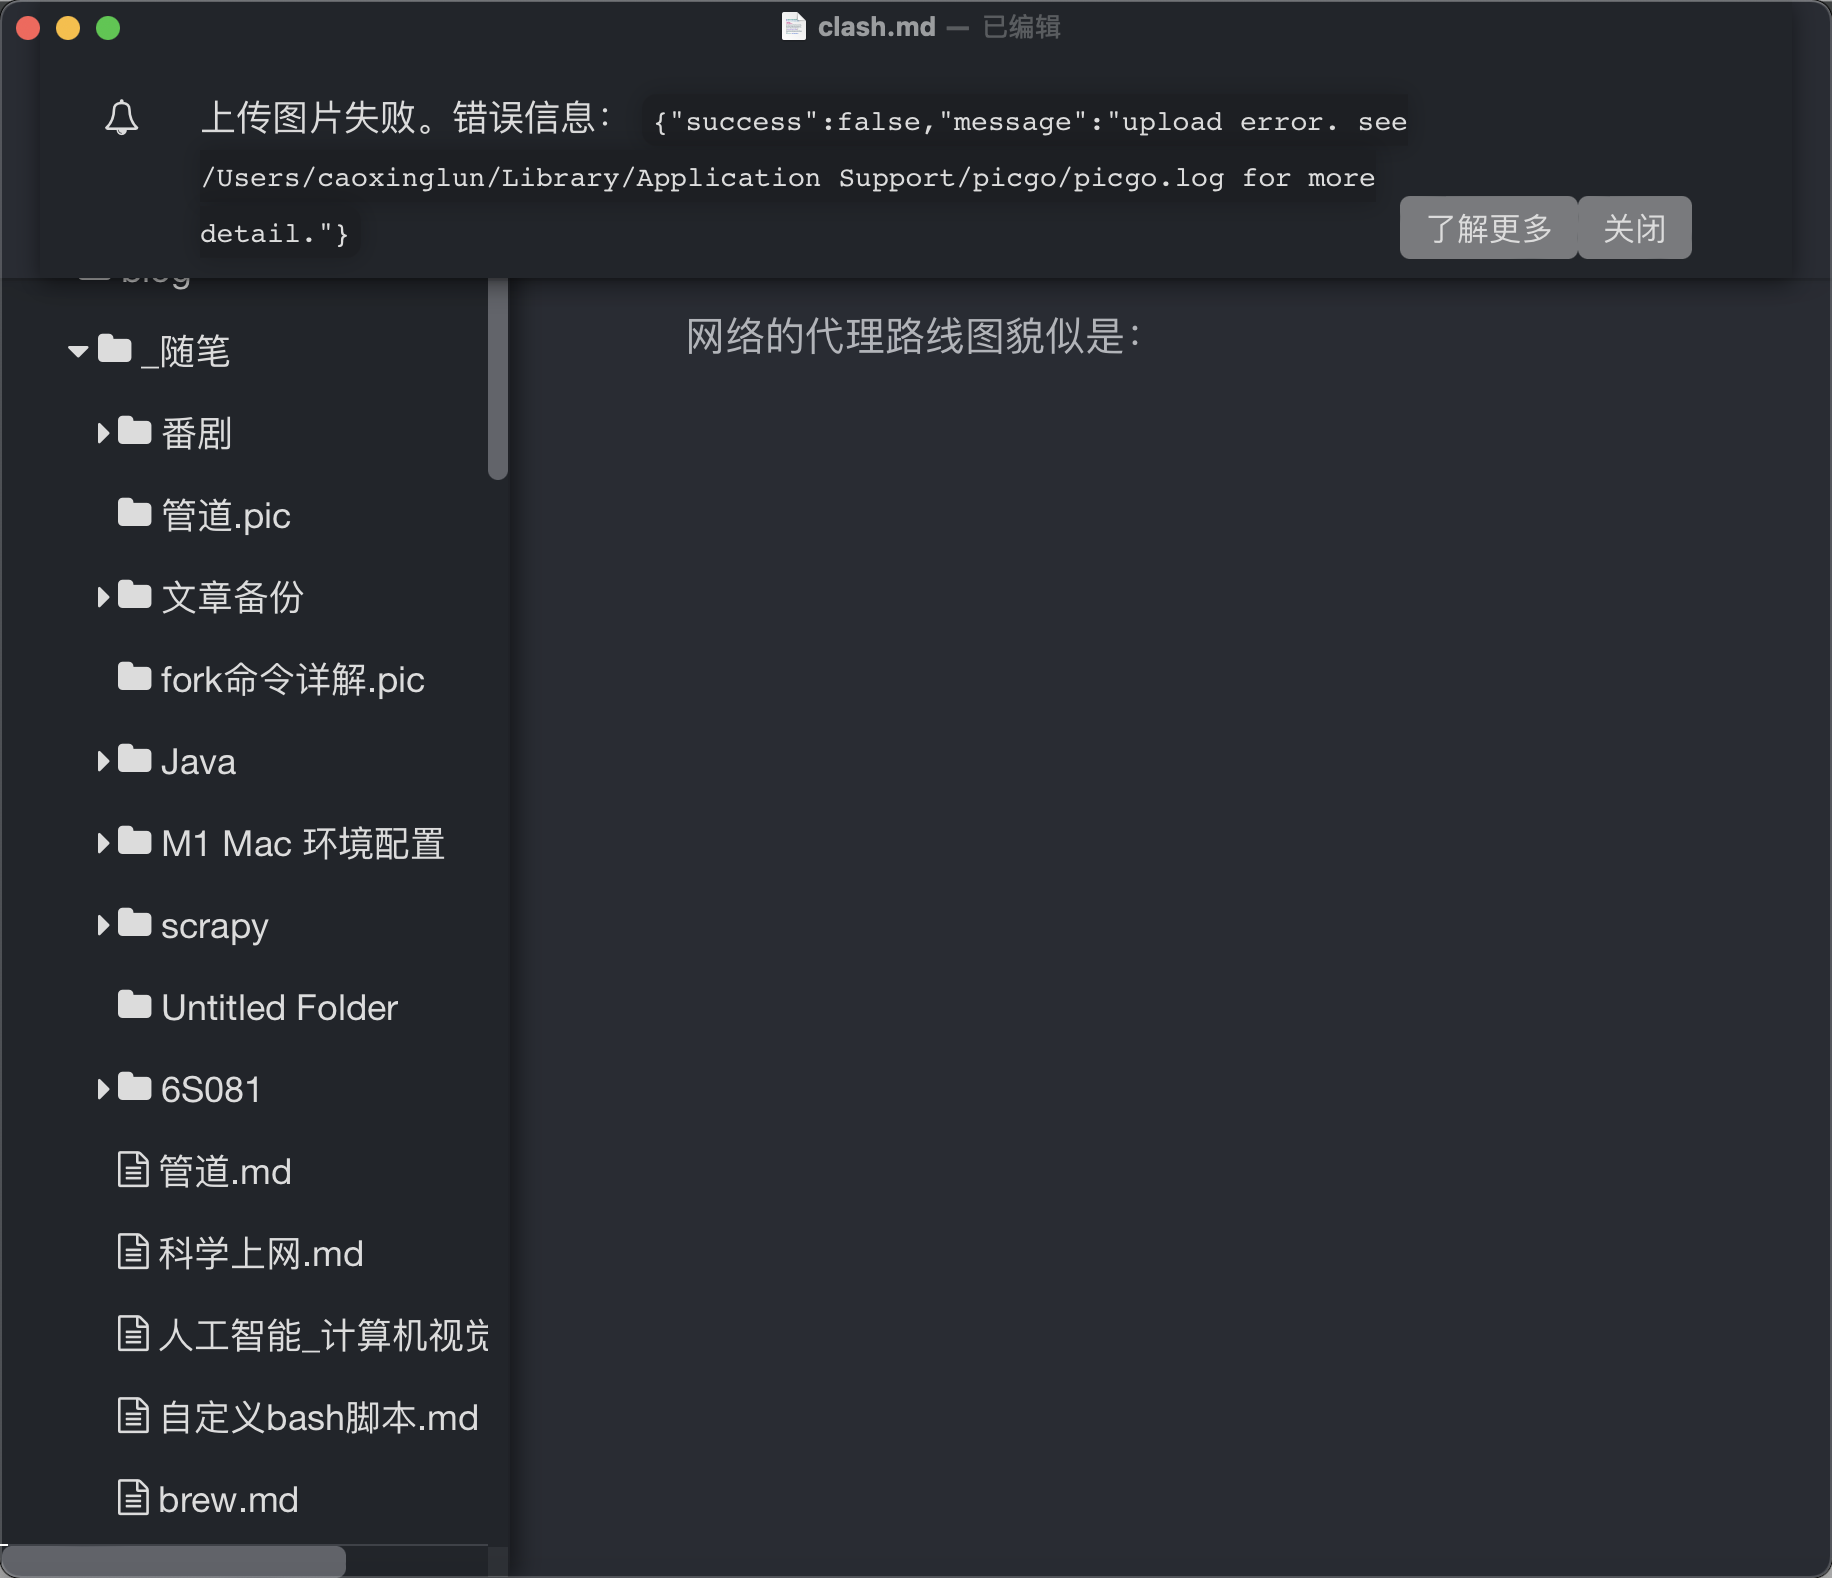 clash.md — 已编辑
上传图片失败。错误信息： {"success":false,"message":"upload error. see
/Users/caoxinglun/Library/Application Support/picgo/picgo.log for more
detail."}
了解更多 关闭
blog
网络的代理路线图貌似是：
_随笔
番剧
管道.pic
文章备份
fork命令详解.pic
Java
M1 Mac 环境配置
scrapy
Untitled Folder
6S081
管道.md
科学上网.md
人工智能_计算机视觉
自定义bash脚本.md
brew.md